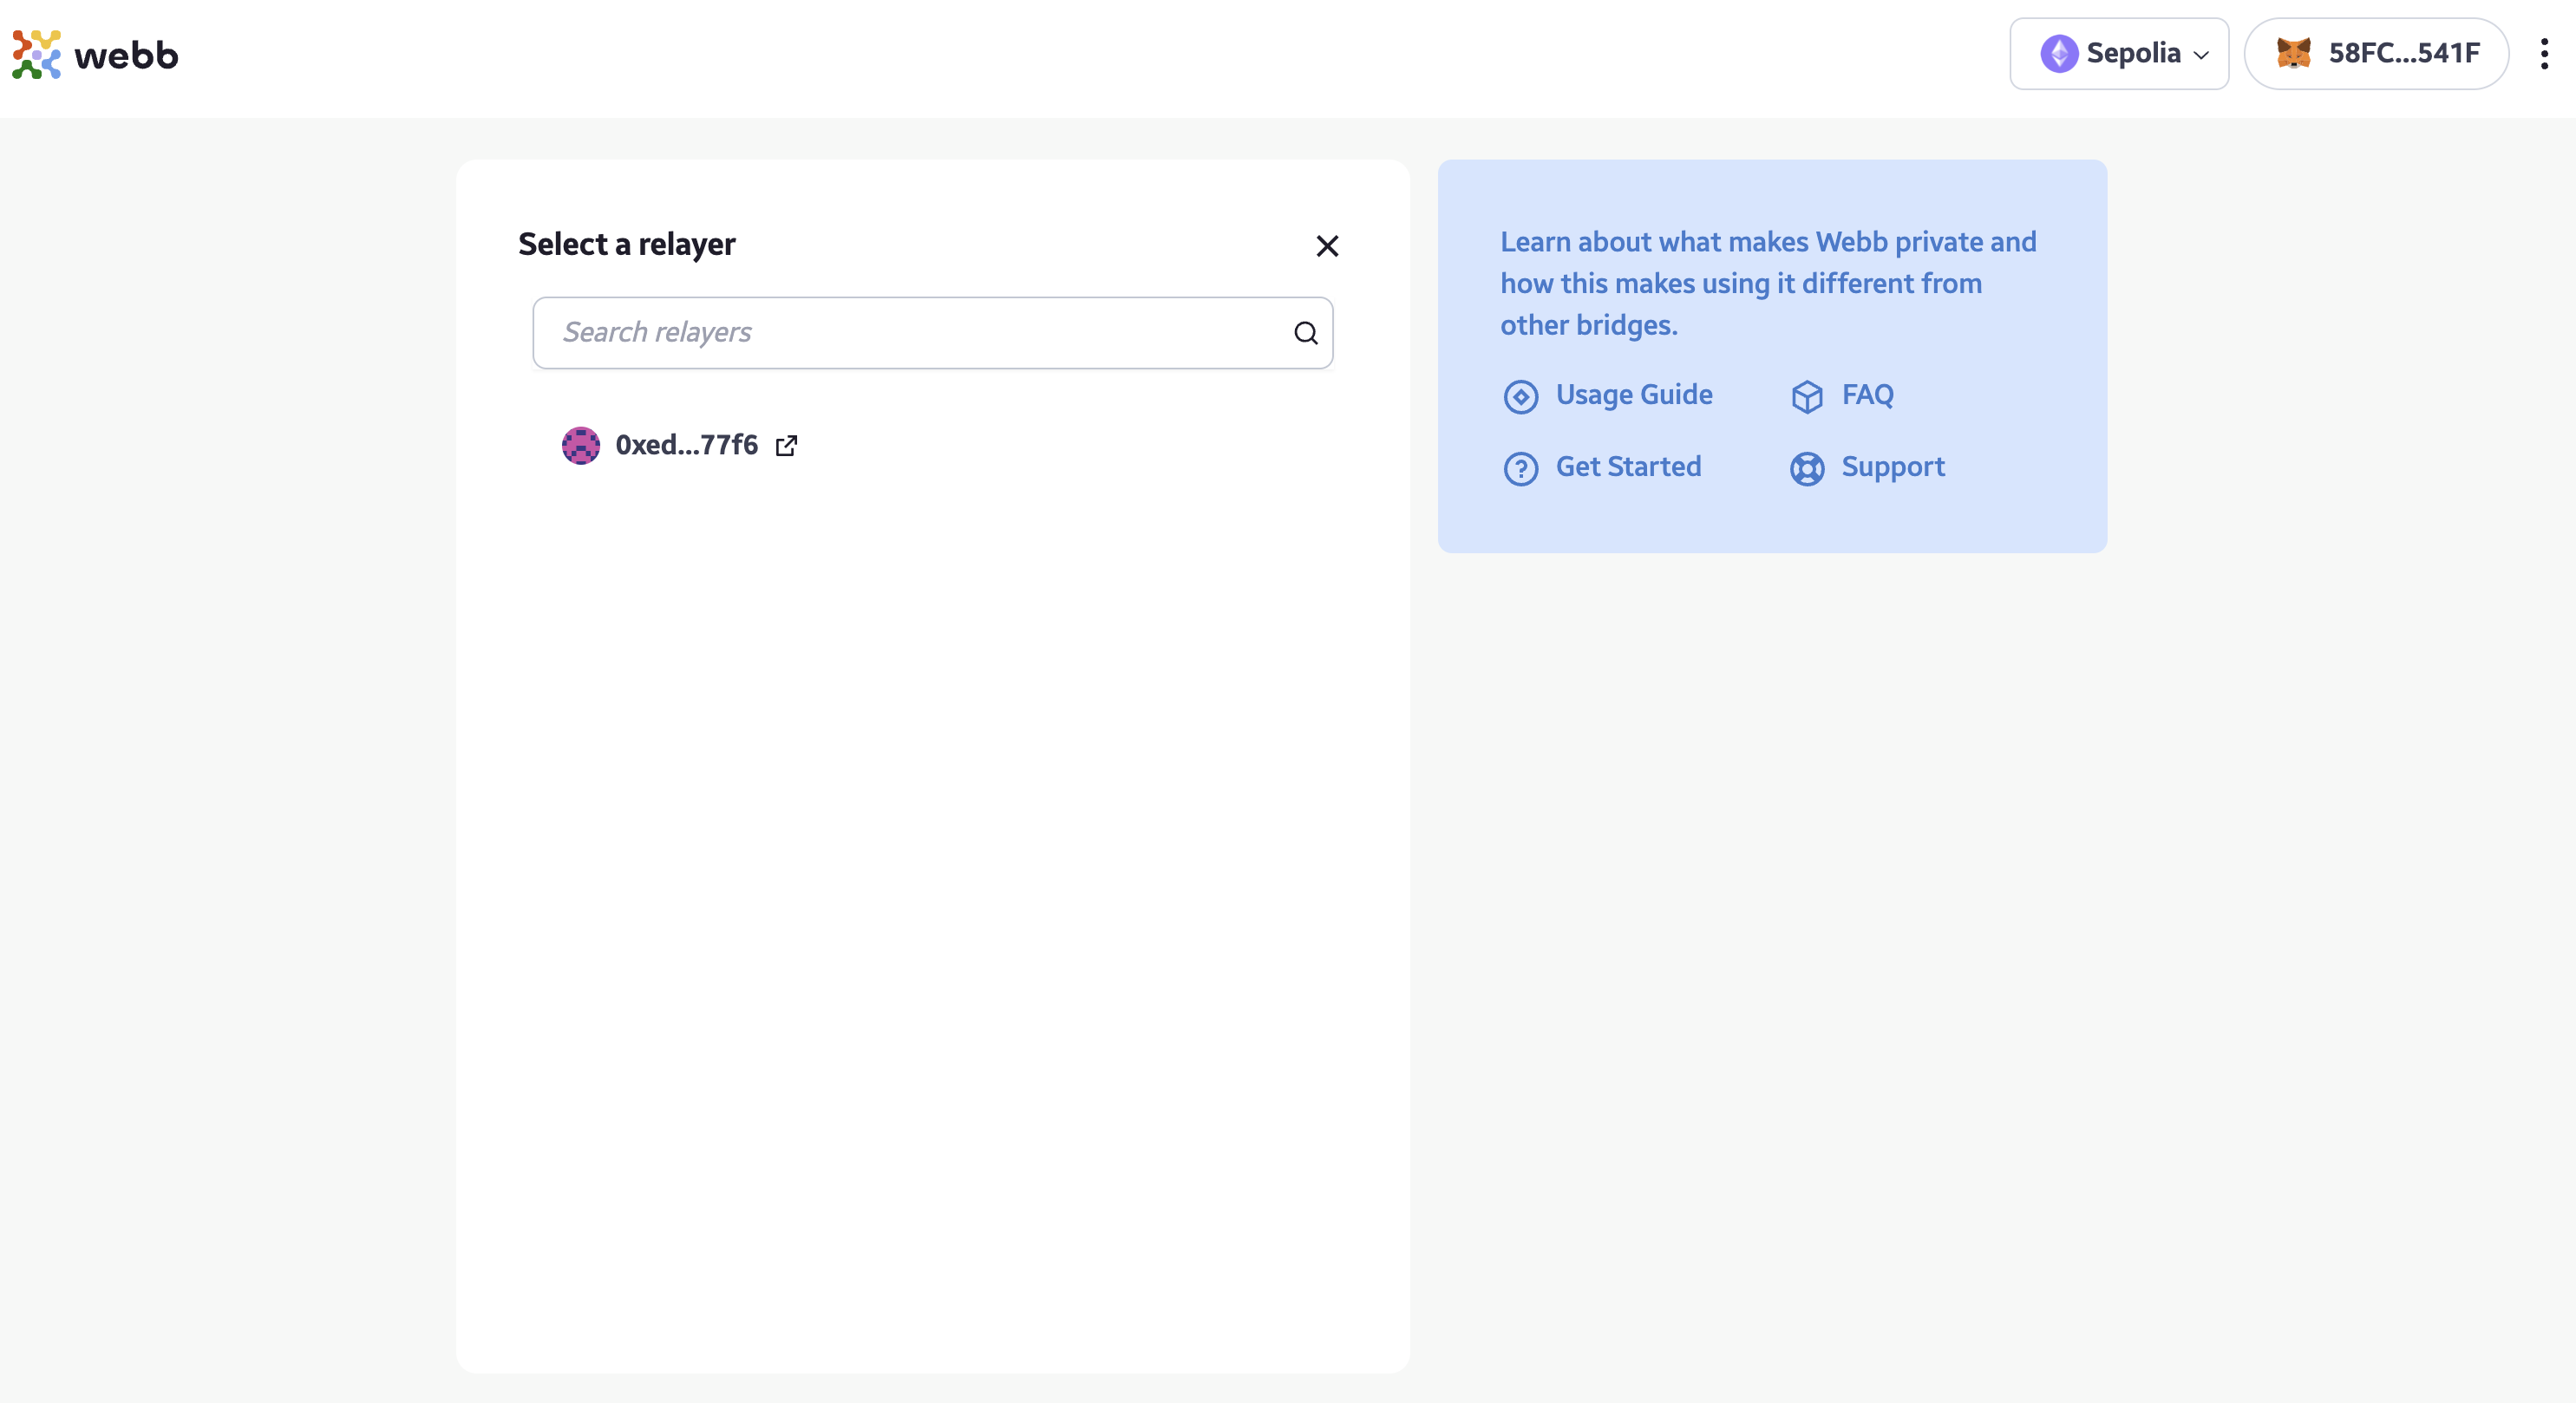 webb
Sepolia
58FC...541F
Select a relayer
Search relayers
0xed...77f6
Learn about what makes Webb private and
how this makes using it different from
other bridges.
Usage Guide
FAQ
Get Started
Support